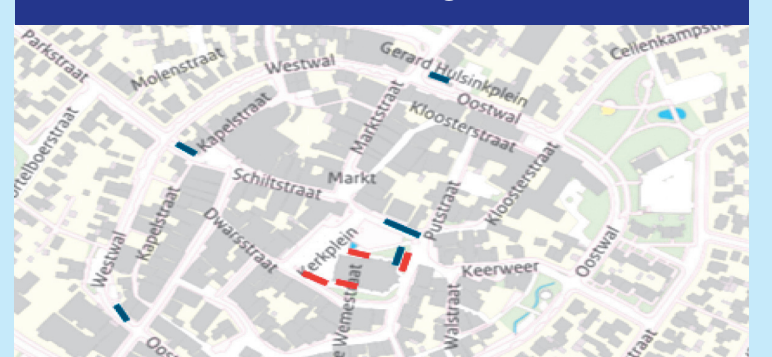 Parkstraat
Molenstraat
Westwal
Gerard Hulsinkplein
Oostwal
Kapelstraat
Marktstraat
Kloosterstraat
Schiltstraat
Markt
Putstraat
Kloosterstraat
Kapelstraat
Dwarsstraat
Kerkplein
Westwal
Keerweer
Oostwal
Walstraat
Wemestraat